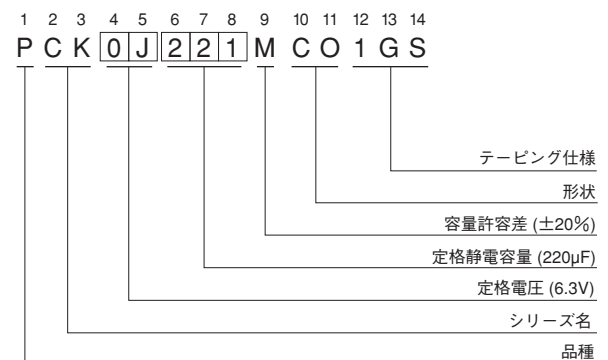 1 2 3 4 5 6 7 8 9 10 11 12 13 14
P C K 0 J 2 2 1 M C O 1 G S
テーピング仕様
形状
容量許容差 (±20%)
定格静電容量 (220μF)
定格電圧 (6.3V)
シリーズ名
品種